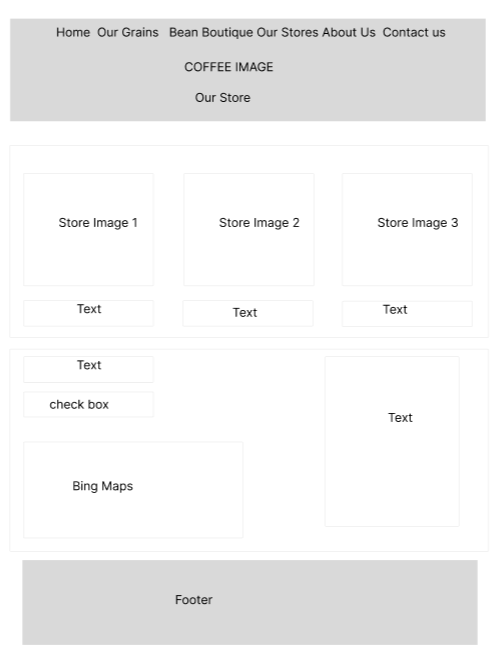 Home Our Grains Bean Boutique Our Stores About Us Contact us
COFFEE IMAGE
Our Store
Store Image 1
Store Image 2
Store Image 3
Text
Text
Text
Text
check box
Text
Bing Maps
Footer